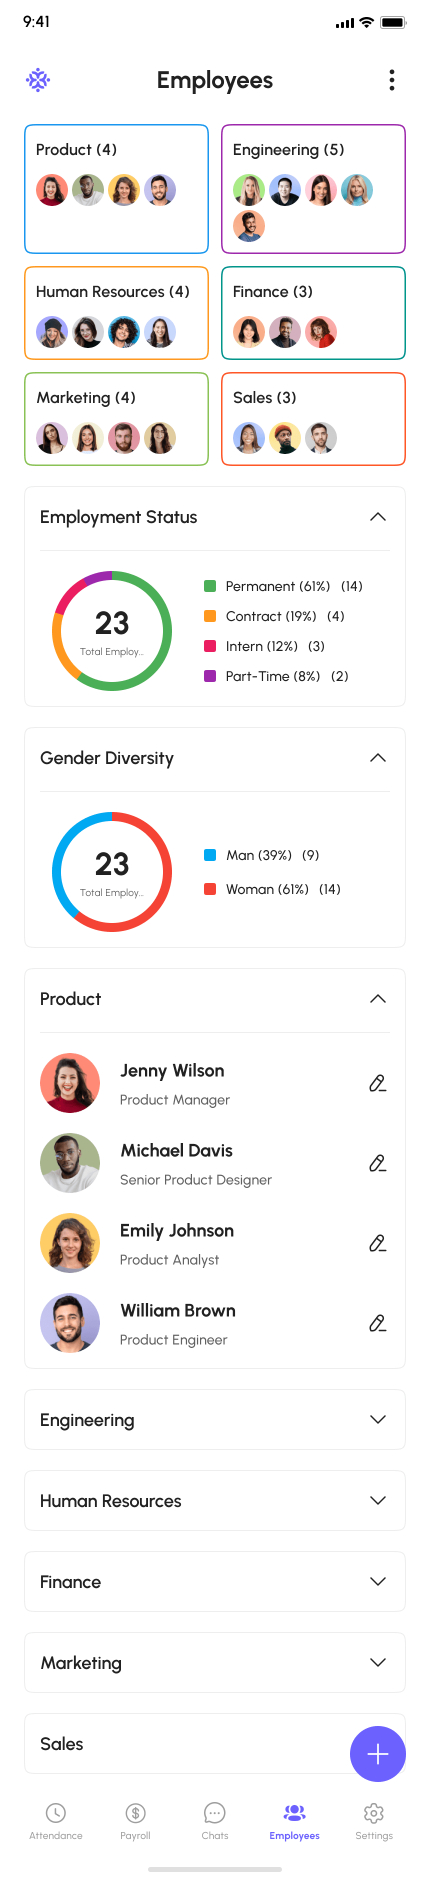 9:41
Employees
Product (4)
Engineering (5)
Human Resources (4)
Finance (3)
Marketing (4)
Sales (3)
Employment Status
23
Total Employ...
Permanent (61%) (14)
Contract (19%) (4)
Intern (12%) (3)
Part-Time (8%) (2)
Gender Diversity
23
Total Employ...
Man (39%) (9)
Woman (61%) (14)
Product
Jenny Wilson
Product Manager
Michael Davis
Senior Product Designer
Emily Johnson
Product Analyst
William Brown
Product Engineer
Engineering
Human Resources
Finance
Marketing
Sales
Attendance
Payroll
Chats
Employees
Settings